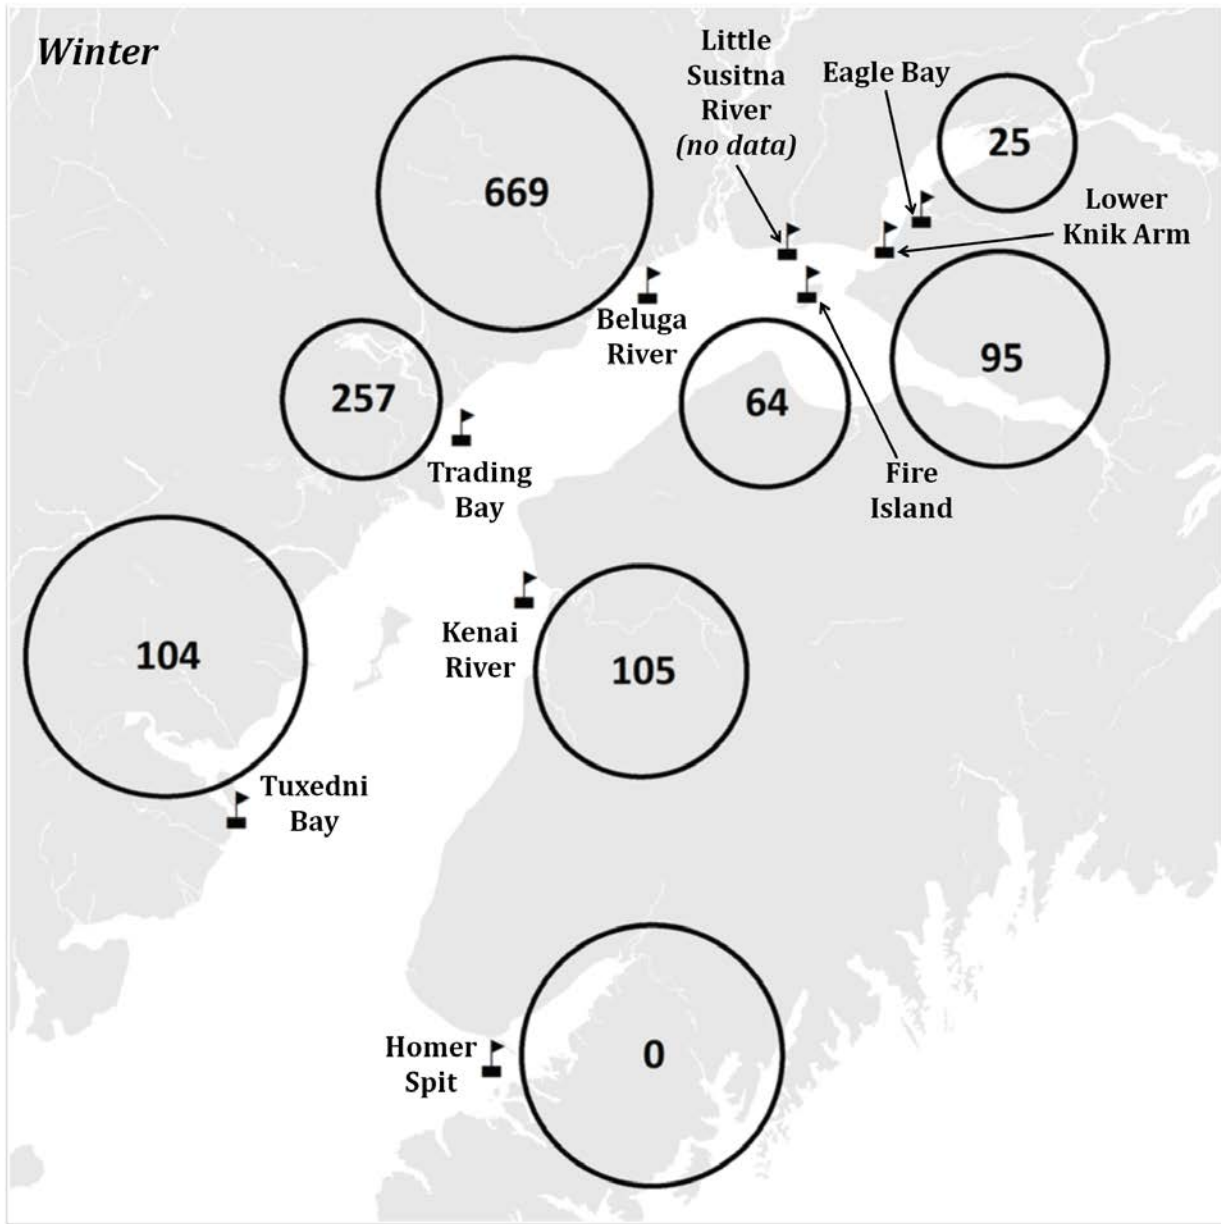 Winter
Little
Susitna
River
(no data)
Eagle Bay
25
669
Lower
Knik Arm
Beluga
River
95
257
64
Trading
Bay
Fire
Island
Kenai
River
104
105
Tuxedni
Bay
Homer
Spit
0